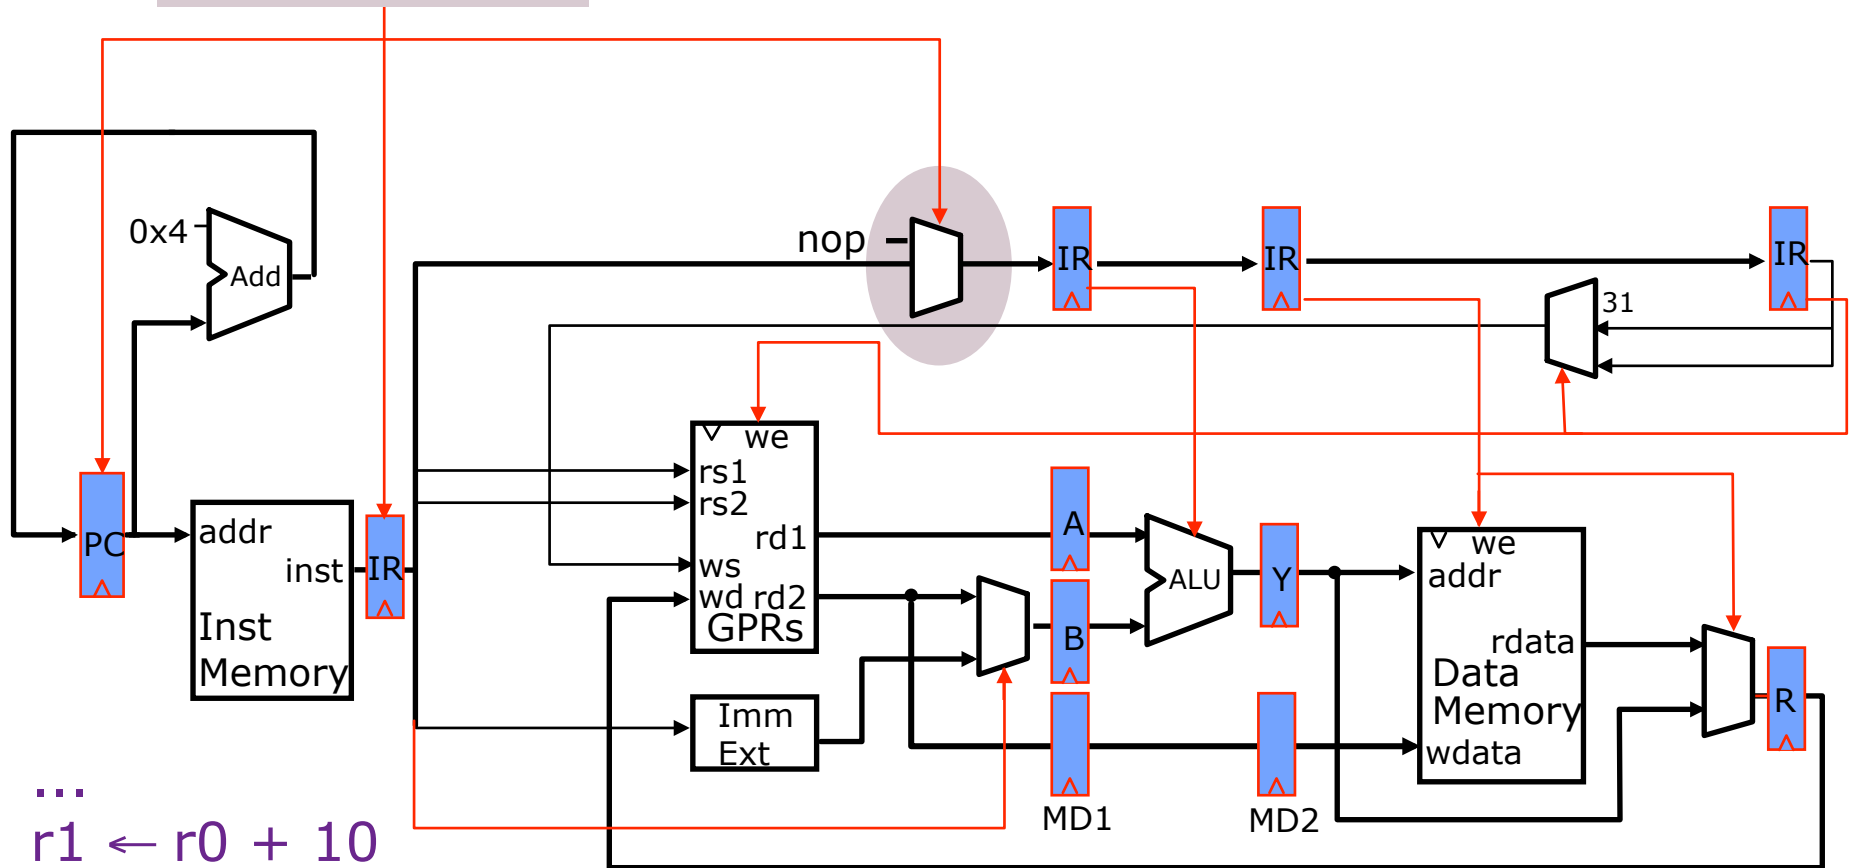 0x4
Add
nop
IR
IR
IR
31
we
rs1
rs2
rd1
ws
wd rd2
GPRs
PC
addr
inst
Inst
Memory
IR
A
B
ALU
Y
we
addr
rdata
Data
Memory
wdata
R
Imm
Ext
MD1
MD2
...
r1 ← r0 + 10